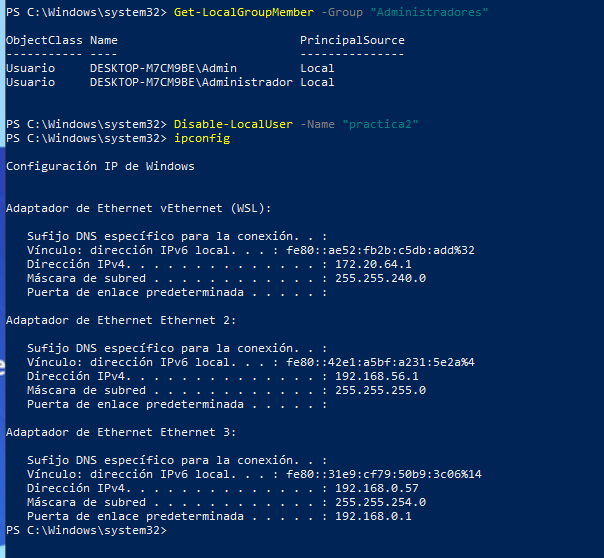 PS C:\Windows\system32> Get-LocalGroupMember -Group "Administradores"
ObjectClass Name PrincipalSource
----------- ---- ---------------
Usuario DESKTOP-M7CM9BE\Admin Local
Usuario DESKTOP-M7CM9BE\Administrador Local
PS C:\Windows\system32> Disable-LocalUser -Name "practica2"
PS C:\Windows\system32> ipconfig
Configuración IP de Windows
Adaptador de Ethernet vEthernet (WSL):
Sufijo DNS específico para la conexión. . :
Vínculo: dirección IPv6 local. . . : fe80::ae52:fb2b:c5db:add%32
Dirección IPv4. . . . . . . . . . . . . . : 172.20.64.1
Máscara de subred . . . . . . . . . . . . : 255.255.240.0
Puerta de enlace predeterminada . . . . . :
Adaptador de Ethernet Ethernet 2:
Sufijo DNS específico para la conexión. . :
Vínculo: dirección IPv6 local. . . : fe80::42e1:a5bf:a231:5e2a%4
Dirección IPv4. . . . . . . . . . . . . . : 192.168.56.1
Máscara de subred . . . . . . . . . . . . : 255.255.255.0
Puerta de enlace predeterminada . . . . . :
Adaptador de Ethernet Ethernet 3:
Sufijo DNS específico para la conexión. . :
Vínculo: dirección IPv6 local. . . : fe80::31e9:cf79:50b9:3c06%14
Dirección IPv4. . . . . . . . . . . . . . : 192.168.0.57
Máscara de subred . . . . . . . . . . . . : 255.255.254.0
Puerta de enlace predeterminada . . . . . : 192.168.0.1
PS C:\Windows\system32>